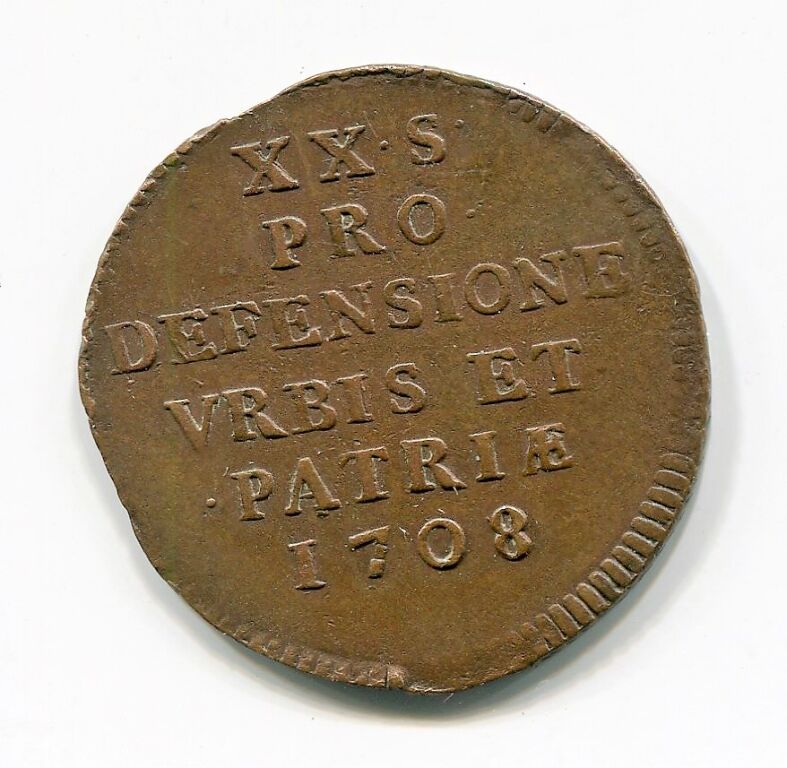 XX·S·
PRO·
DEFENSIONE
VRBIS ET
·PATRIÆ
1708